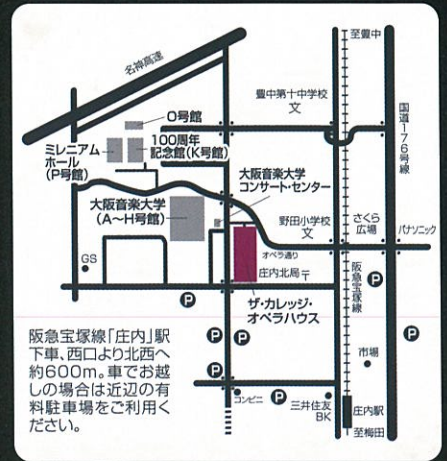 至豊中
名神高速
豊中第十中学校
文
国道176号線
O号館
100周年
記念館(K号館)
ミレニアム
ホール
(P号館)
大阪音楽大学
コンサート・センター
大阪音楽大学
(A〜H号館)
野田小学校
文
さくら
広場
パナソニック
オペラ通り
GS
庄内北局〒
阪急宝塚線
P
P
ザ・カレッジ・
オペラハウス
阪急宝塚線「庄内」駅
下車、西口より北西へ
約600m。車でお越
しの場合は近辺の有
料駐車場をご利用く
ださい。
P
P
P
市場
P
P
コンビニ
三井住友
BK
庄内駅
至梅田